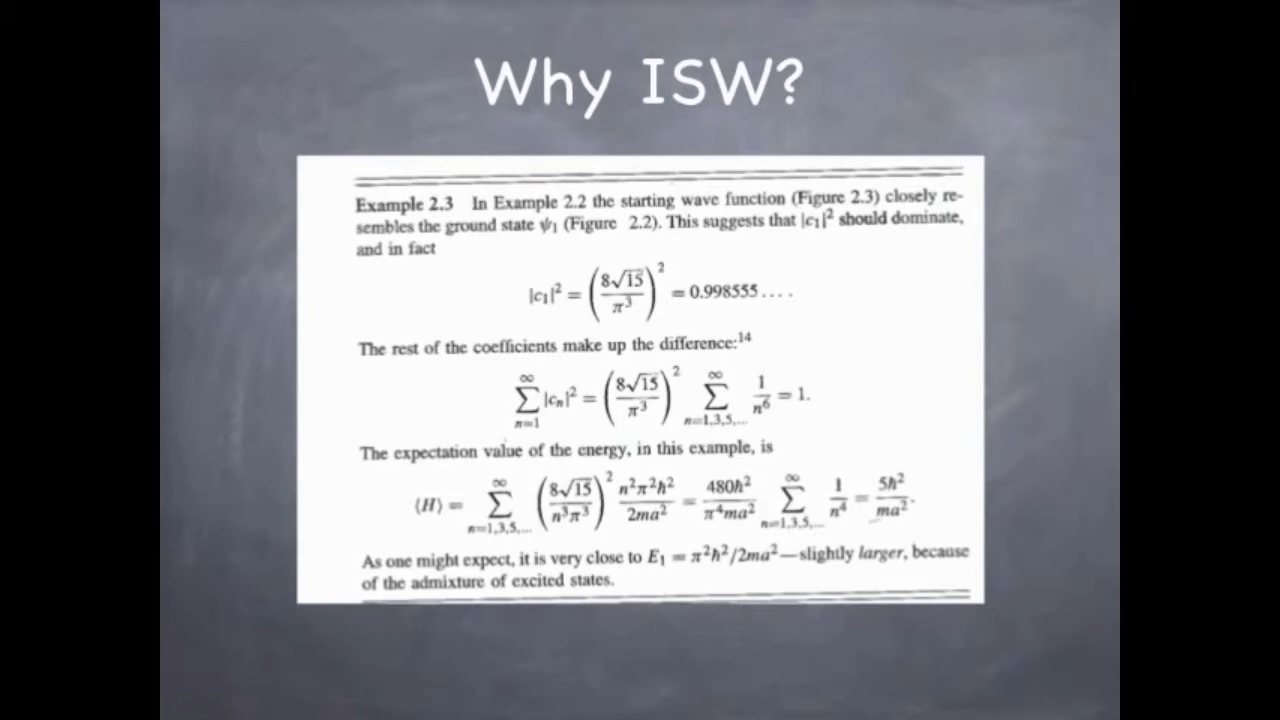 Why ISW?
Example 2.3 In Example 2.2 the starting wave function (Figure 2.3) closely re-
sembles the ground state ψ₁ (Figure 2.2). This suggests that |c₁|² should dominate,
and in fact
|c₁|² = (8√15/π³)² = 0.998555 . . . .
The rest of the coefficients make up the difference:¹⁴
∑_{n=1}^{∞} |cₙ|² = (8√15/π³)² ∑_{n=1,3,5,...}^{∞} 1/n⁶ = 1.
The expectation value of the energy, in this example, is
⟨H⟩ = ∑_{n=1,3,5,...}^{∞} (8√15/n³π³)² n²π²ħ²/2ma² = 480ħ²/π⁴ma² ∑_{n=1,3,5,...}^{∞} 1/n⁴ = 5ħ²/ma².
As one might expect, it is very close to E₁ = π²ħ²/2ma²—slightly larger, because
of the admixture of excited states.